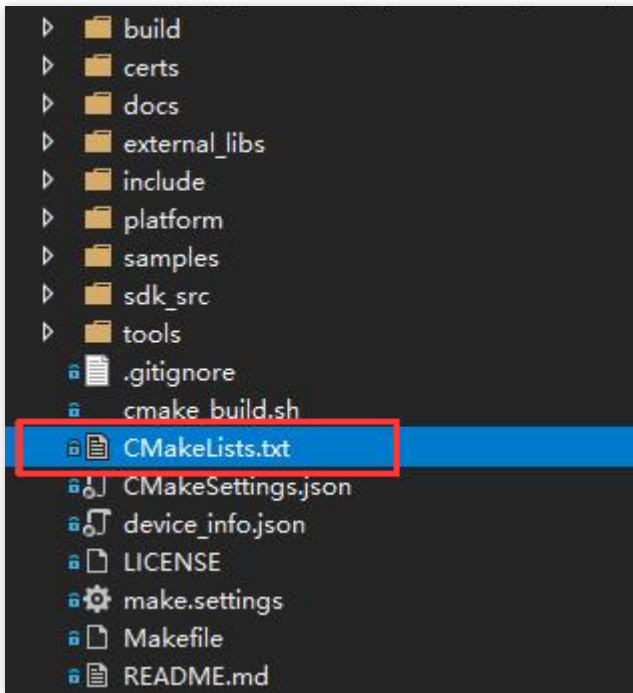 build
certs
docs
external_libs
include
platform
samples
sdk_src
tools
.gitignore
cmake_build.sh
CMakeLists.txt
CMakeSettings.json
device_info.json
LICENSE
make.settings
Makefile
README.md